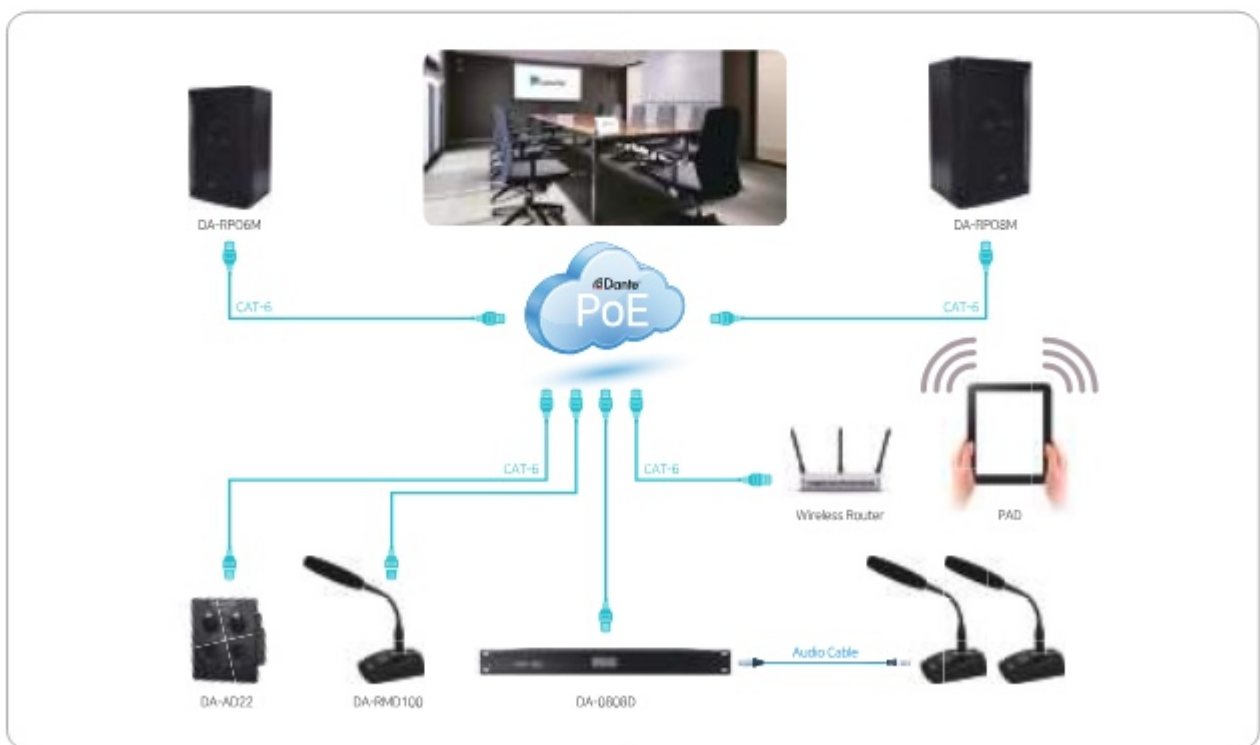 DA-RP06M
DA-RP08M
CAT-6
Dante
PoE
CAT-6
CAT-6
CAT-6
Wireless Router
PAD
Audio Cable
DA-AD22
DA-RMD100
DA-0808D